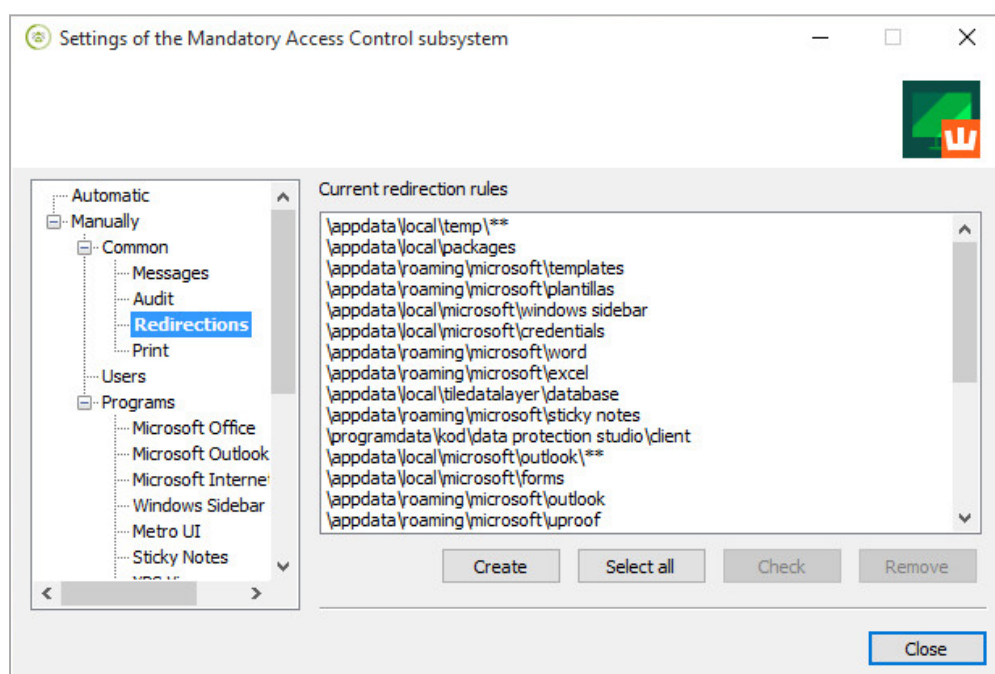 Settings of the Mandatory Access Control subsystem
Automatic
Manually
Common
Messages
Audit
Redirections
Print
Users
Programs
Microsoft Office
Microsoft Outlook
Microsoft Interne
Windows Sidebar
Metro UI
Sticky Notes
Current redirection rules
\appdata\local\temp\**
\appdata\local\packages
\appdata\roaming\microsoft\templates
\appdata\roaming\microsoft\plantillas
\appdata\local\microsoft\windows sidebar
\appdata\local\microsoft\credentials
\appdata\roaming\microsoft\word
\appdata\roaming\microsoft\excel
\appdata\local\tiledatalayer\database
\appdata\roaming\microsoft\sticky notes
\programdata\kod\data protection studio\client
\appdata\local\microsoft\outlook\**
\appdata\local\microsoft\forms
\appdata\roaming\microsoft\outlook
\appdata\roaming\microsoft\uproof
Create
Select all
Check
Remove
Close